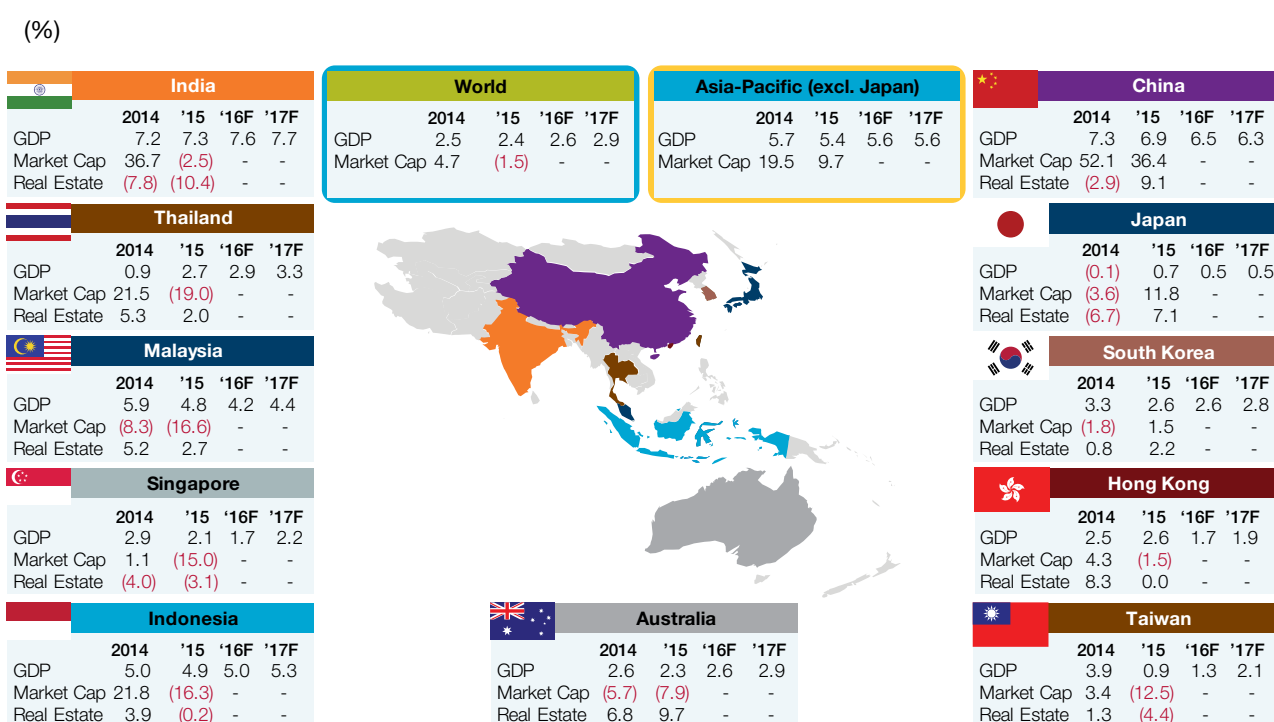 (%)
India
2014 ’15 ‘16F ’17F
GDP 7.2 7.3 7.6 7.7
Market Cap 36.7 (2.5) - -
Real Estate (7.8) (10.4) - -
World
2014 ’15 ‘16F ’17F
GDP 2.5 2.4 2.6 2.9
Market Cap 4.7 (1.5) - -
Asia-Pacific (excl. Japan)
2014 ’15 ‘16F ’17F
GDP 5.7 5.4 5.6 5.6
Market Cap 19.5 9.7 - -
China
2014 ’15 ‘16F ’17F
GDP 7.3 6.9 6.5 6.3
Market Cap 52.1 36.4 - -
Real Estate (2.9) 9.1 - -
Thailand
2014 ’15 ‘16F ’17F
GDP 0.9 2.7 2.9 3.3
Market Cap 21.5 (19.0) - -
Real Estate 5.3 2.0 - -
Japan
2014 ’15 ‘16F ’17F
GDP (0.1) 0.7 0.5 0.5
Market Cap (3.6) 11.8 - -
Real Estate (6.7) 7.1 - -
Malaysia
2014 ’15 ‘16F ’17F
GDP 5.9 4.8 4.2 4.4
Market Cap (8.3) (16.6) - -
Real Estate 5.2 2.7 - -
South Korea
2014 ’15 ‘16F ’17F
GDP 3.3 2.6 2.6 2.8
Market Cap (1.8) 1.5 - -
Real Estate 0.8 2.2 - -
Singapore
2014 ’15 ‘16F ’17F
GDP 2.9 2.1 1.7 2.2
Market Cap 1.1 (15.0) - -
Real Estate (4.0) (3.1) - -
Hong Kong
2014 ’15 ‘16F ’17F
GDP 2.5 2.6 1.7 1.9
Market Cap 4.3 (1.5) - -
Real Estate 8.3 0.0 - -
Indonesia
2014 ’15 ‘16F ’17F
GDP 5.0 4.9 5.0 5.3
Market Cap 21.8 (16.3) - -
Real Estate 3.9 (0.2) - -
Australia
2014 ’15 ‘16F ’17F
GDP 2.6 2.3 2.6 2.9
Market Cap (5.7) (7.9) - -
Real Estate 6.8 9.7 - -
Taiwan
2014 ’15 ‘16F ’17F
GDP 3.9 0.9 1.3 2.1
Market Cap 3.4 (12.5) - -
Real Estate 1.3 (4.4) - -